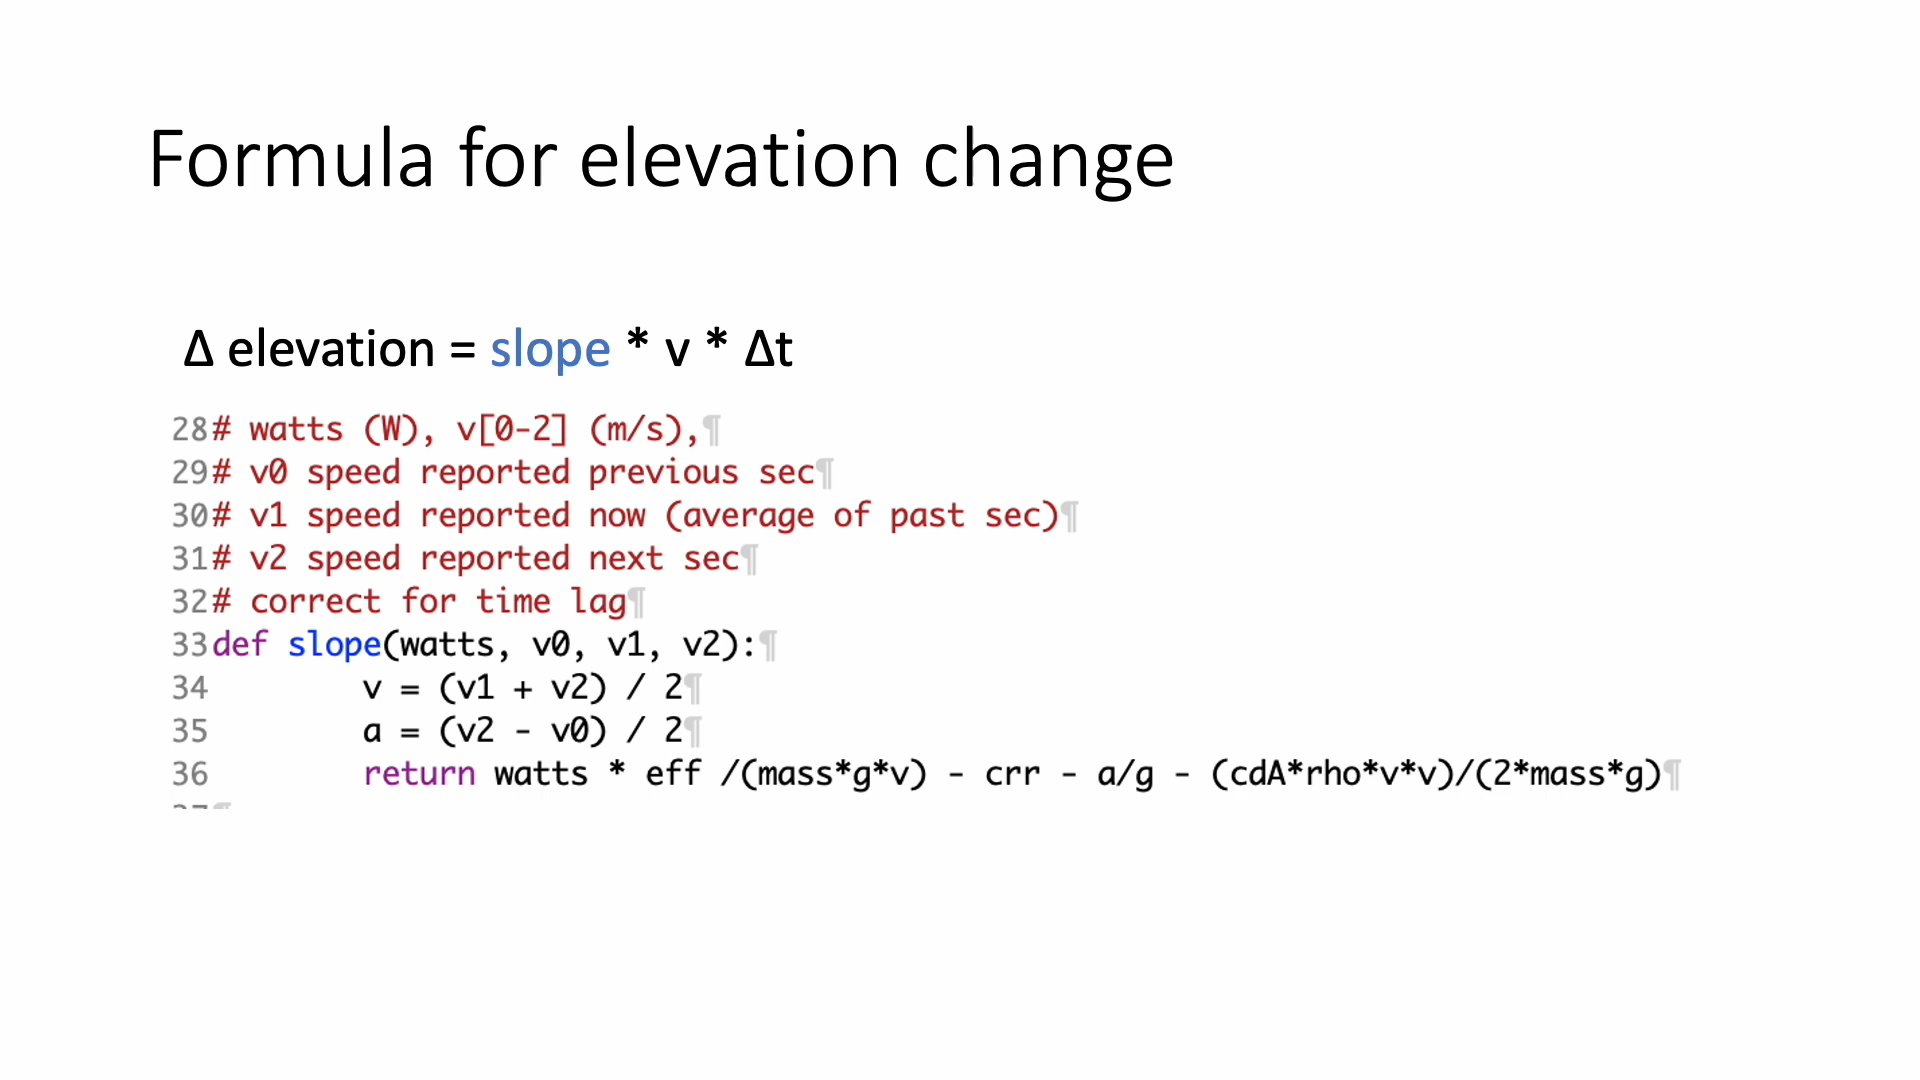 Formula for elevation change
Δ elevation = slope * v * Δt
28# watts (W), v[0-2] (m/s),¶
29# v0 speed reported previous sec¶
30# v1 speed reported now (average of past sec)¶
31# v2 speed reported next sec¶
32# correct for time lag¶
33def slope(watts, v0, v1, v2):¶
34 v = (v1 + v2) / 2¶
35 a = (v2 - v0) / 2¶
36 return watts * eff /(mass*g*v) - crr - a/g - (cdA*rho*v*v)/(2*mass*g)¶